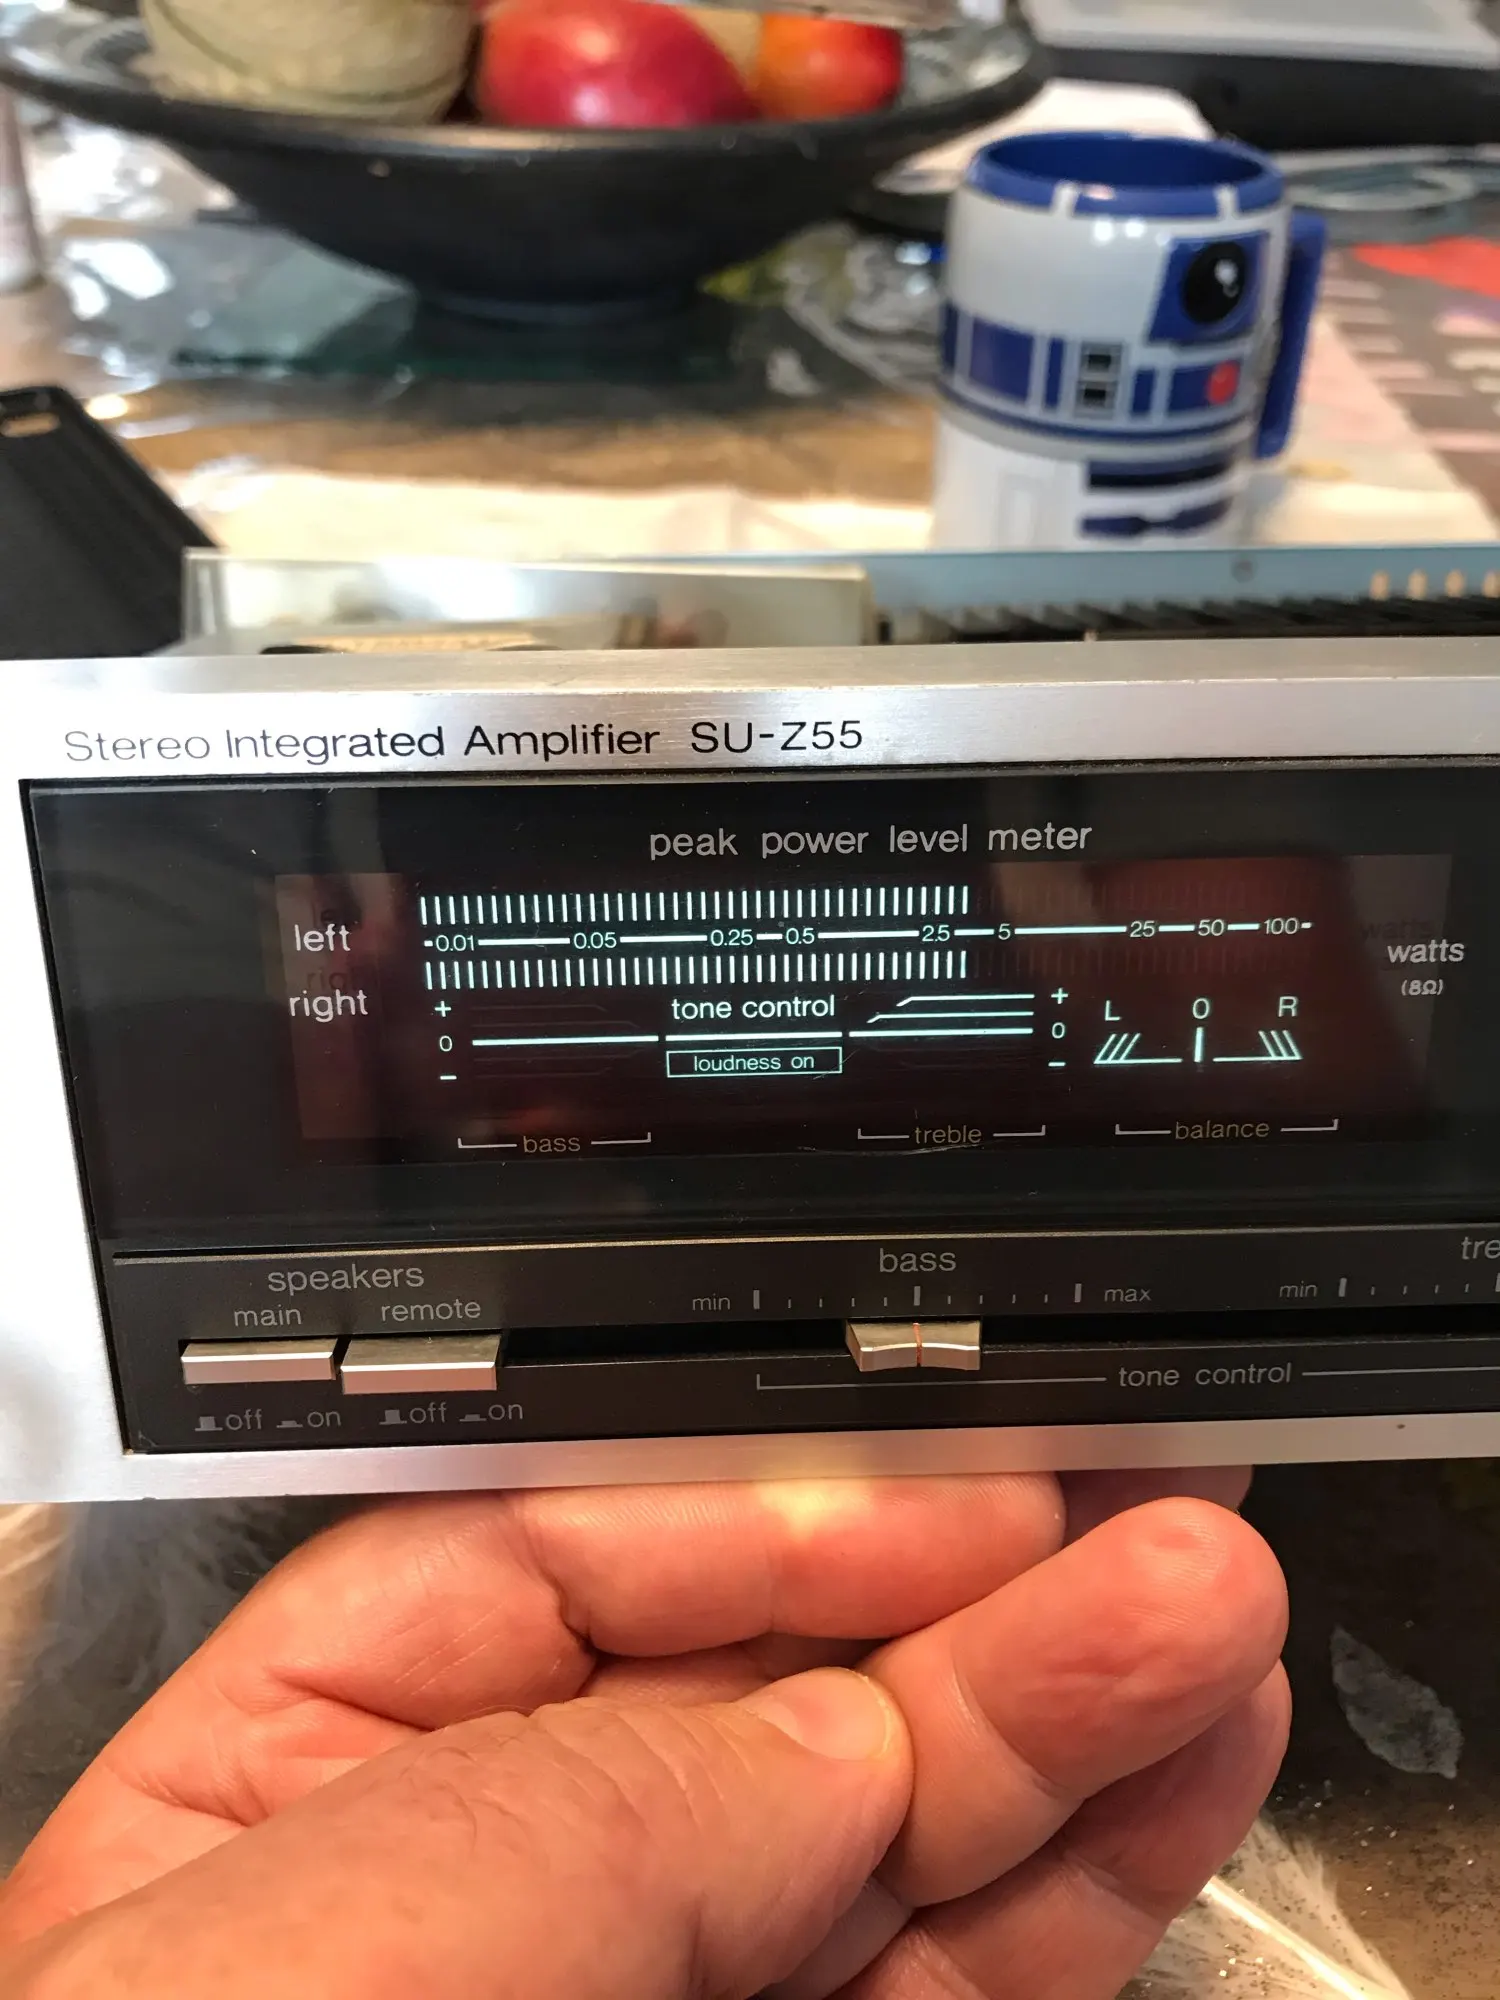 Stereo Integrated Amplifier SU-Z55
peak power level meter
left
0.01 0.05 0.25 0.5 2.5 5 25 50 100
watts
(8Ω)
right
+ tone control + L 0 R
0 0
loudness on
− −
bass treble balance
speakers
main remote
off on off on
bass
min max
tre
min
tone control